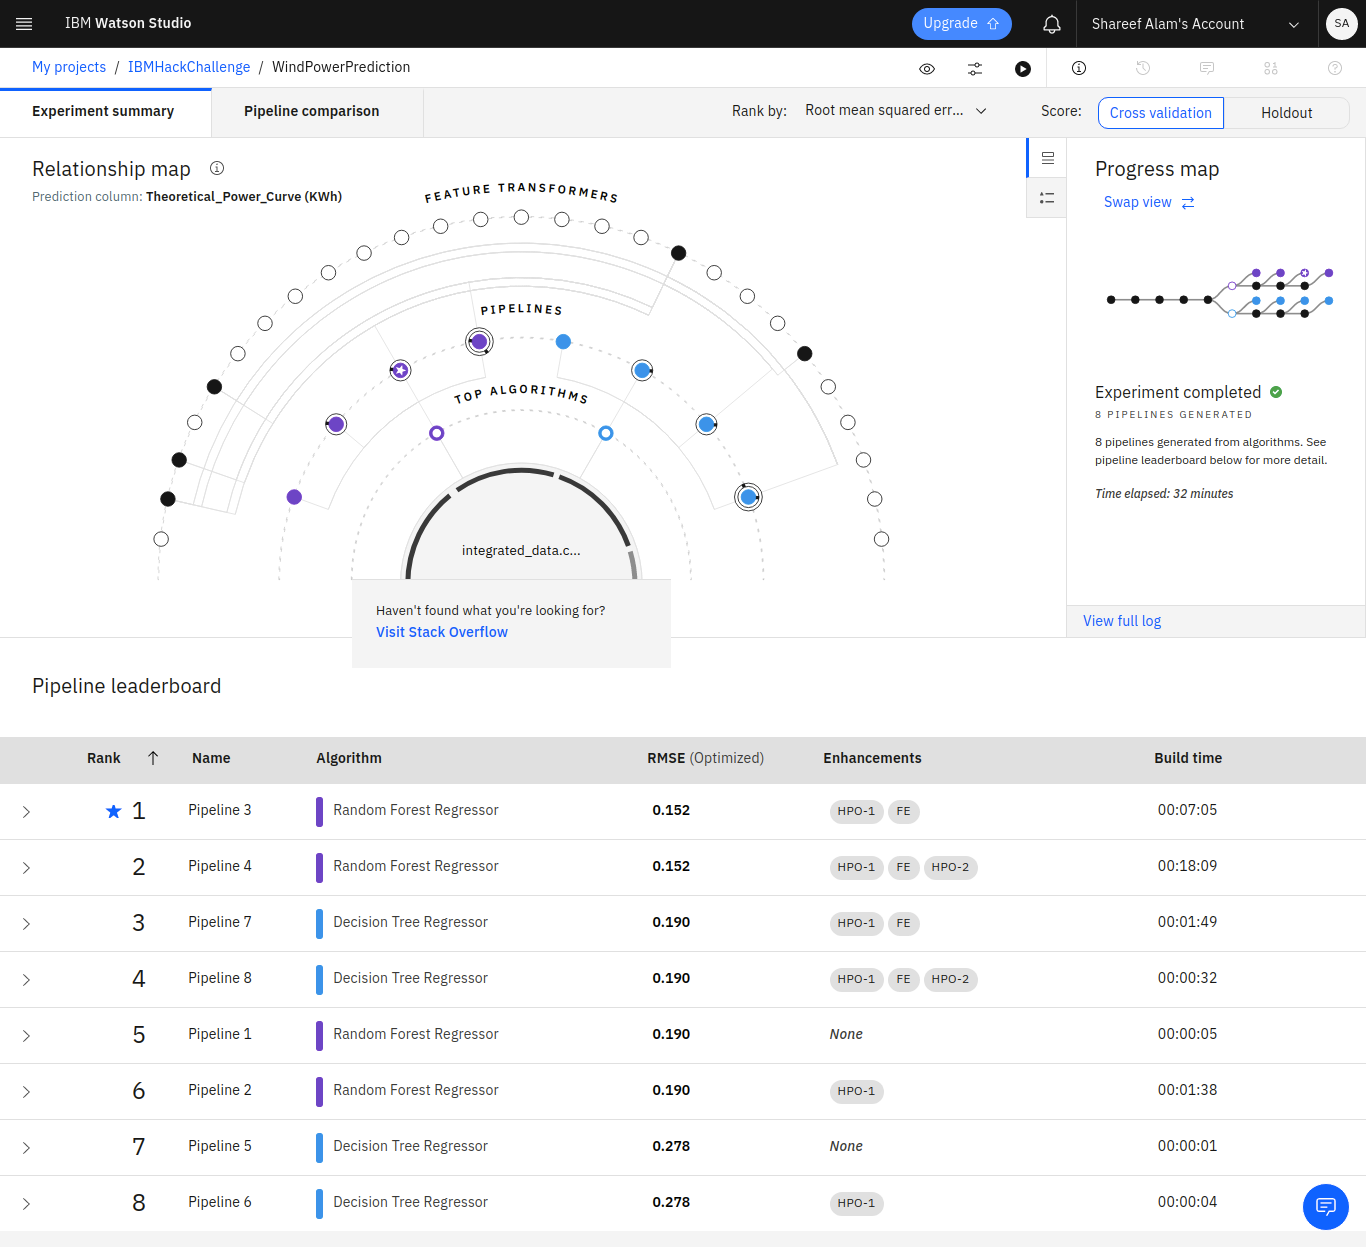 IBM Watson Studio
Upgrade
Shareef Alam's Account
SA
My projects / IBMHackChallenge / WindPowerPrediction
Experiment summary
Pipeline comparison
Rank by: Root mean squared err...
Score: Cross validation Holdout
Relationship map
Prediction column: Theoretical_Power_Curve (KWh)
FEATURE TRANSFORMERS
PIPELINES
TOP ALGORITHMS
integrated_data.c...
Haven't found what you're looking for?
Visit Stack Overflow
Progress map
Swap view
Experiment completed
8 PIPELINES GENERATED
8 pipelines generated from algorithms. See
pipeline leaderboard below for more detail.
Time elapsed: 32 minutes
View full log
Pipeline leaderboard
Rank Name Algorithm RMSE (Optimized) Enhancements Build time
1 Pipeline 3 Random Forest Regressor 0.152 HPO-1 FE 00:07:05
2 Pipeline 4 Random Forest Regressor 0.152 HPO-1 FE HPO-2 00:18:09
3 Pipeline 7 Decision Tree Regressor 0.190 HPO-1 FE 00:01:49
4 Pipeline 8 Decision Tree Regressor 0.190 HPO-1 FE HPO-2 00:00:32
5 Pipeline 1 Random Forest Regressor 0.190 None 00:00:05
6 Pipeline 2 Random Forest Regressor 0.190 HPO-1 00:01:38
7 Pipeline 5 Decision Tree Regressor 0.278 None 00:00:01
8 Pipeline 6 Decision Tree Regressor 0.278 HPO-1 00:00:04